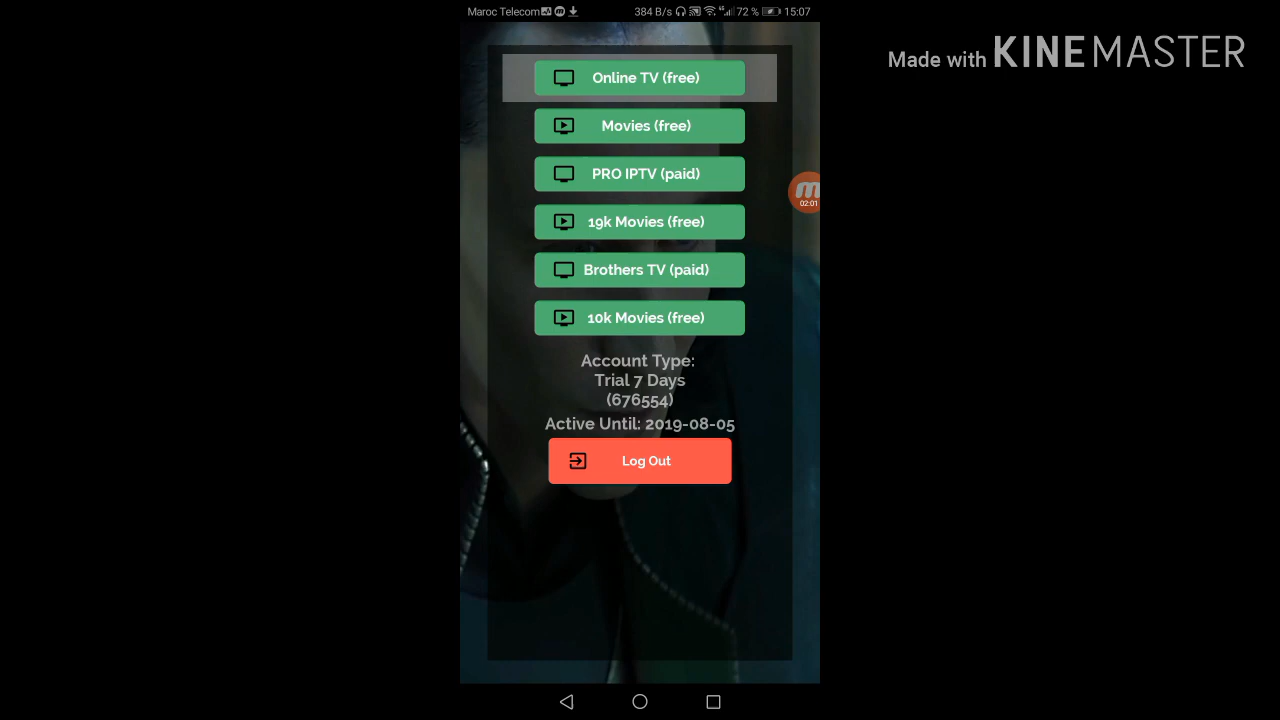 Maroc Telecom 384 B/s 72 % 15:07
Made with KINEMASTER
Online TV (free)
Movies (free)
PRO IPTV (paid)
02:01
19k Movies (free)
Brothers TV (paid)
10k Movies (free)
Account Type:
Trial 7 Days
(676554)
Active Until: 2019-08-05
Log Out